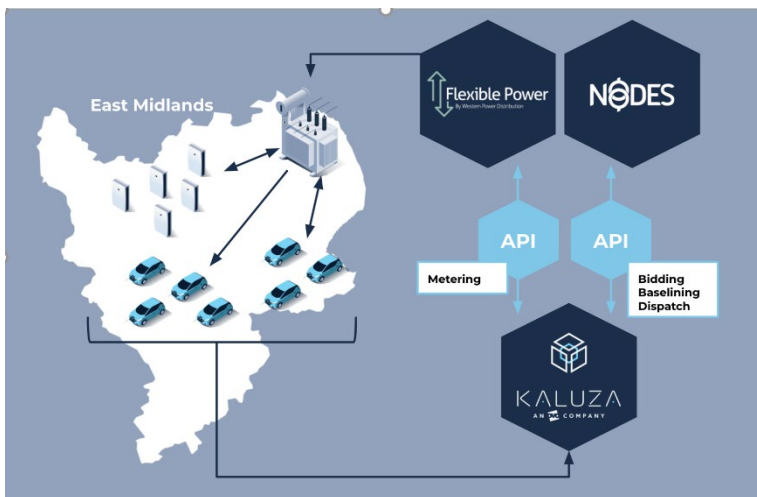 East Midlands
Flexible Power
By Western Power Distribution
NODES
API
API
Metering
Bidding
Baselining
Dispatch
KALUZA
AN OVO COMPANY